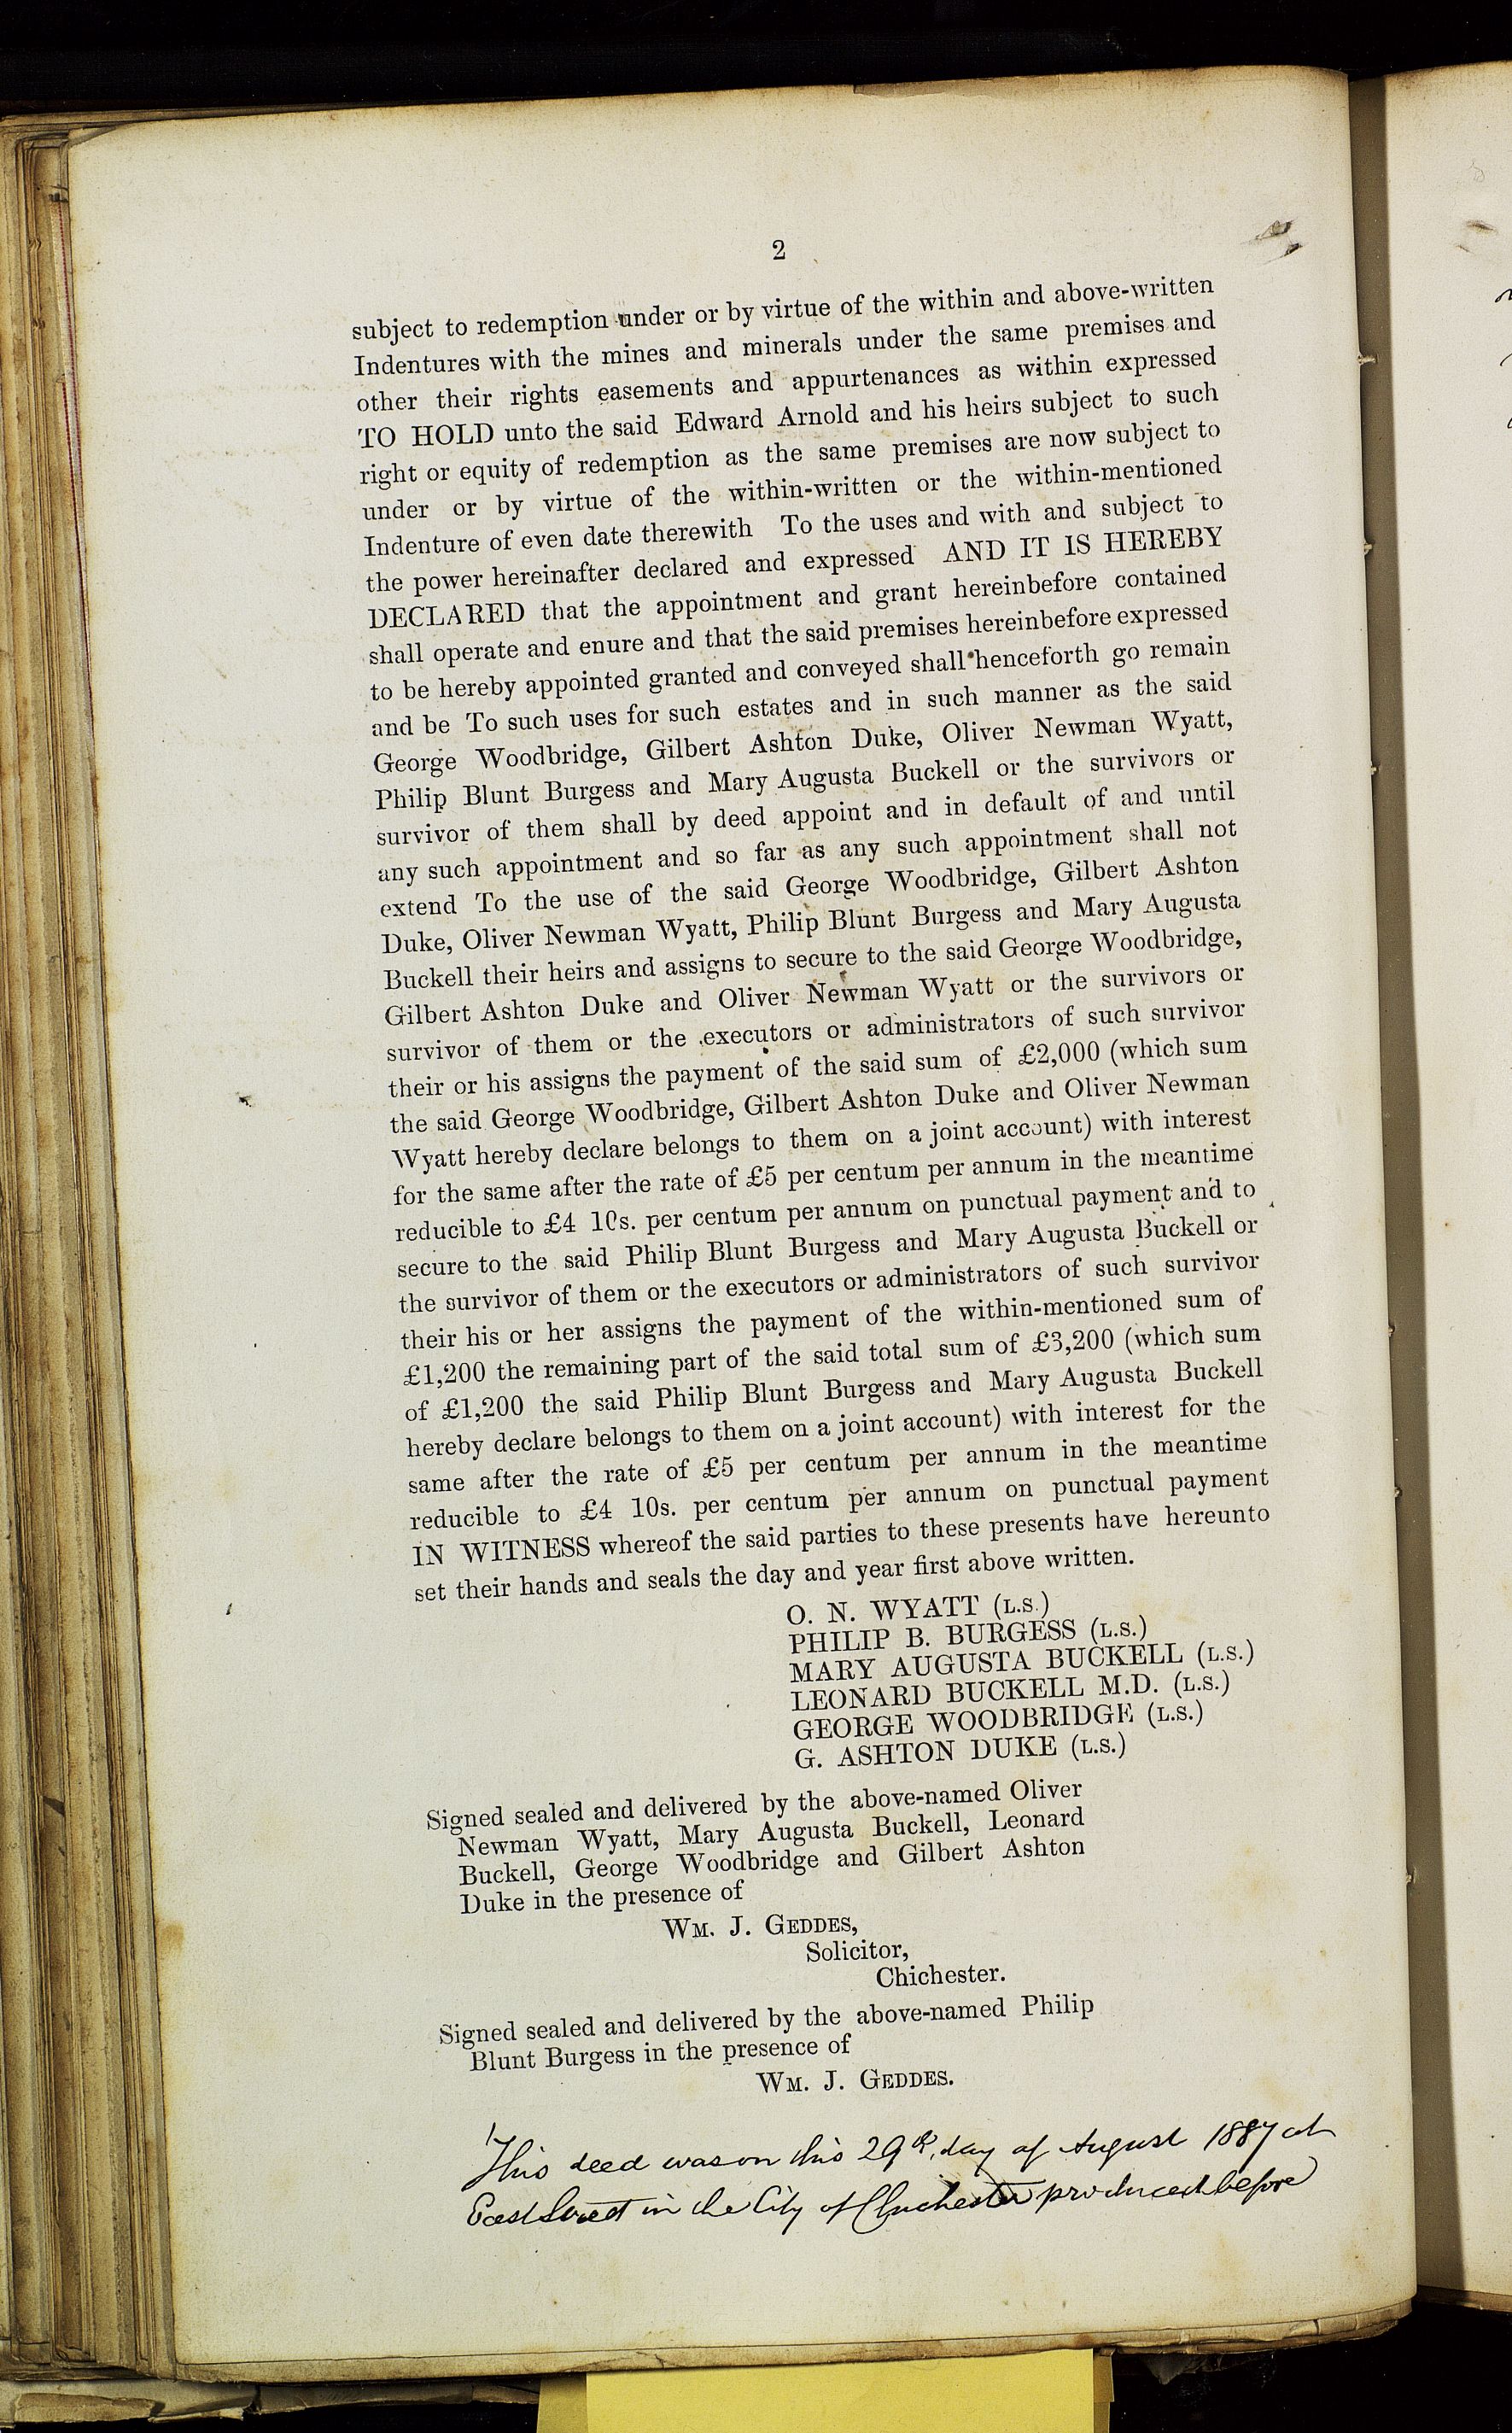 2
subject to redemption under or by virtue of the within and above-written
Indentures with the mines and minerals under the same premises and
other their rights easements and appurtenances as within expressed
TO HOLD unto the said Edward Arnold and his heirs subject to such
right or equity of redemption as the same premises are now subject to
under or by virtue of the within-written or the within-mentioned
Indenture of even date therewith To the uses and with and subject to
the power hereinafter declared and expressed AND IT IS HEREBY
DECLARED that the appointment and grant hereinbefore contained
shall operate and enure and that the said premises hereinbefore expressed
to be hereby appointed granted and conveyed shall henceforth go remain
and be To such uses for such estates and in such manner as the said
George Woodbridge, Gilbert Ashton Duke, Oliver Newman Wyatt,
Philip Blunt Burgess and Mary Augusta Buckell or the survivors or
survivor of them shall by deed appoint and in default of and until
any such appointment and so far as any such appointment shall not
extend To the use of the said George Woodbridge, Gilbert Ashton
Duke, Oliver Newman Wyatt, Philip Blunt Burgess and Mary Augusta
Buckell their heirs and assigns to secure to the said George Woodbridge,
Gilbert Ashton Duke and Oliver Newman Wyatt or the survivors or
survivor of them or the executors or administrators of such survivor
their or his assigns the payment of the said sum of £2,000 (which sum
the said George Woodbridge, Gilbert Ashton Duke and Oliver Newman
Wyatt hereby declare belongs to them on a joint account) with interest
for the same after the rate of £5 per centum per annum in the meantime
reducible to £4 10s. per centum per annum on punctual payment and to
secure to the said Philip Blunt Burgess and Mary Augusta Buckell or
the survivor of them or the executors or administrators of such survivor
their his or her assigns the payment of the within-mentioned sum of
£1,200 the remaining part of the said total sum of £3,200 (which sum
of £1,200 the said Philip Blunt Burgess and Mary Augusta Buckell
hereby declare belongs to them on a joint account) with interest for the
same after the rate of £5 per centum per annum in the meantime
reducible to £4 10s. per centum per annum on punctual payment
IN WITNESS whereof the said parties to these presents have hereunto
set their hands and seals the day and year first above written.
O. N. WYATT (L.S.)
PHILIP B. BURGESS (L.S.)
MARY AUGUSTA BUCKELL (L.S.)
LEONARD BUCKELL M.D. (L.S.)
GEORGE WOODBRIDGE (L.S.)
G. ASHTON DUKE (L.S.)
Signed sealed and delivered by the above-named Oliver
Newman Wyatt, Mary Augusta Buckell, Leonard
Buckell, George Woodbridge and Gilbert Ashton
Duke in the presence of
WM. J. GEDDES,
Solicitor,
Chichester.
Signed sealed and delivered by the above-named Philip
Blunt Burgess in the presence of
WM. J. GEDDES.
This deed was on this 29th day of August 1887 at
East Street in the City of Chichester produced before